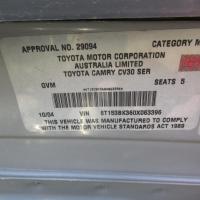 APPROVAL NO. 29094 CATEGORY M
TOYOTA MOTOR CORPORATION
AUSTRALIA LIMITED
TOYOTA CAMRY CV30 SER
GVM SEATS 5
10/04 VIN 6T153BK360X063396
THIS VEHICLE WAS MANUFACTURED TO COMPLY
WITH THE MOTOR VEHICLE STANDARDS ACT 1989